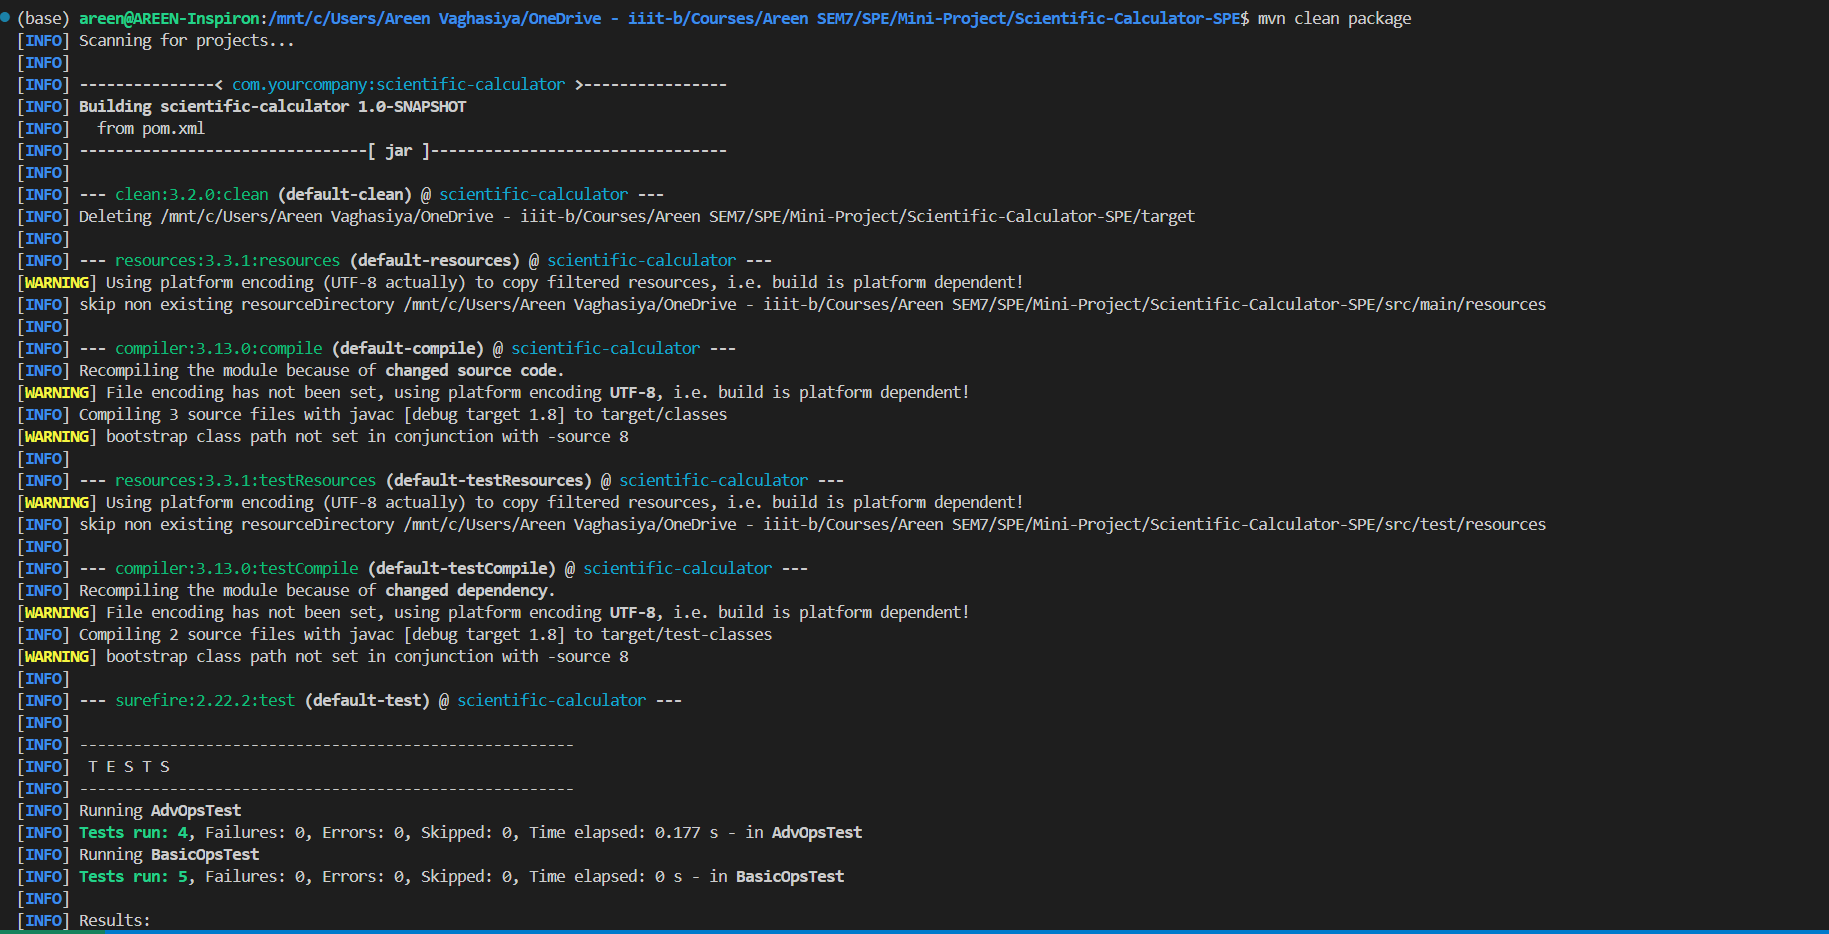 (base) areen@AREEN-Inspiron:/mnt/c/Users/Areen Vaghasiya/OneDrive - iiit-b/Courses/Areen SEM7/SPE/Mini-Project/Scientific-Calculator-SPE$ mvn clean package
[INFO] Scanning for projects...
[INFO]
[INFO] ---------------< com.yourcompany:scientific-calculator >----------------
[INFO] Building scientific-calculator 1.0-SNAPSHOT
[INFO]   from pom.xml
[INFO] --------------------------------[ jar ]---------------------------------
[INFO]
[INFO] --- clean:3.2.0:clean (default-clean) @ scientific-calculator ---
[INFO] Deleting /mnt/c/Users/Areen Vaghasiya/OneDrive - iiit-b/Courses/Areen SEM7/SPE/Mini-Project/Scientific-Calculator-SPE/target
[INFO]
[INFO] --- resources:3.3.1:resources (default-resources) @ scientific-calculator ---
[WARNING] Using platform encoding (UTF-8 actually) to copy filtered resources, i.e. build is platform dependent!
[INFO] skip non existing resourceDirectory /mnt/c/Users/Areen Vaghasiya/OneDrive - iiit-b/Courses/Areen SEM7/SPE/Mini-Project/Scientific-Calculator-SPE/src/main/resources
[INFO]
[INFO] --- compiler:3.13.0:compile (default-compile) @ scientific-calculator ---
[INFO] Recompiling the module because of changed source code.
[WARNING] File encoding has not been set, using platform encoding UTF-8, i.e. build is platform dependent!
[INFO] Compiling 3 source files with javac [debug target 1.8] to target/classes
[WARNING] bootstrap class path not set in conjunction with -source 8
[INFO]
[INFO] --- resources:3.3.1:testResources (default-testResources) @ scientific-calculator ---
[WARNING] Using platform encoding (UTF-8 actually) to copy filtered resources, i.e. build is platform dependent!
[INFO] skip non existing resourceDirectory /mnt/c/Users/Areen Vaghasiya/OneDrive - iiit-b/Courses/Areen SEM7/SPE/Mini-Project/Scientific-Calculator-SPE/src/test/resources
[INFO]
[INFO] --- compiler:3.13.0:testCompile (default-testCompile) @ scientific-calculator ---
[INFO] Recompiling the module because of changed dependency.
[WARNING] File encoding has not been set, using platform encoding UTF-8, i.e. build is platform dependent!
[INFO] Compiling 2 source files with javac [debug target 1.8] to target/test-classes
[WARNING] bootstrap class path not set in conjunction with -source 8
[INFO]
[INFO] --- surefire:2.22.2:test (default-test) @ scientific-calculator ---
[INFO]
[INFO] -------------------------------------------------------
[INFO]  T E S T S
[INFO] -------------------------------------------------------
[INFO] Running AdvOpsTest
[INFO] Tests run: 4, Failures: 0, Errors: 0, Skipped: 0, Time elapsed: 0.177 s - in AdvOpsTest
[INFO] Running BasicOpsTest
[INFO] Tests run: 5, Failures: 0, Errors: 0, Skipped: 0, Time elapsed: 0 s - in BasicOpsTest
[INFO]
[INFO] Results: